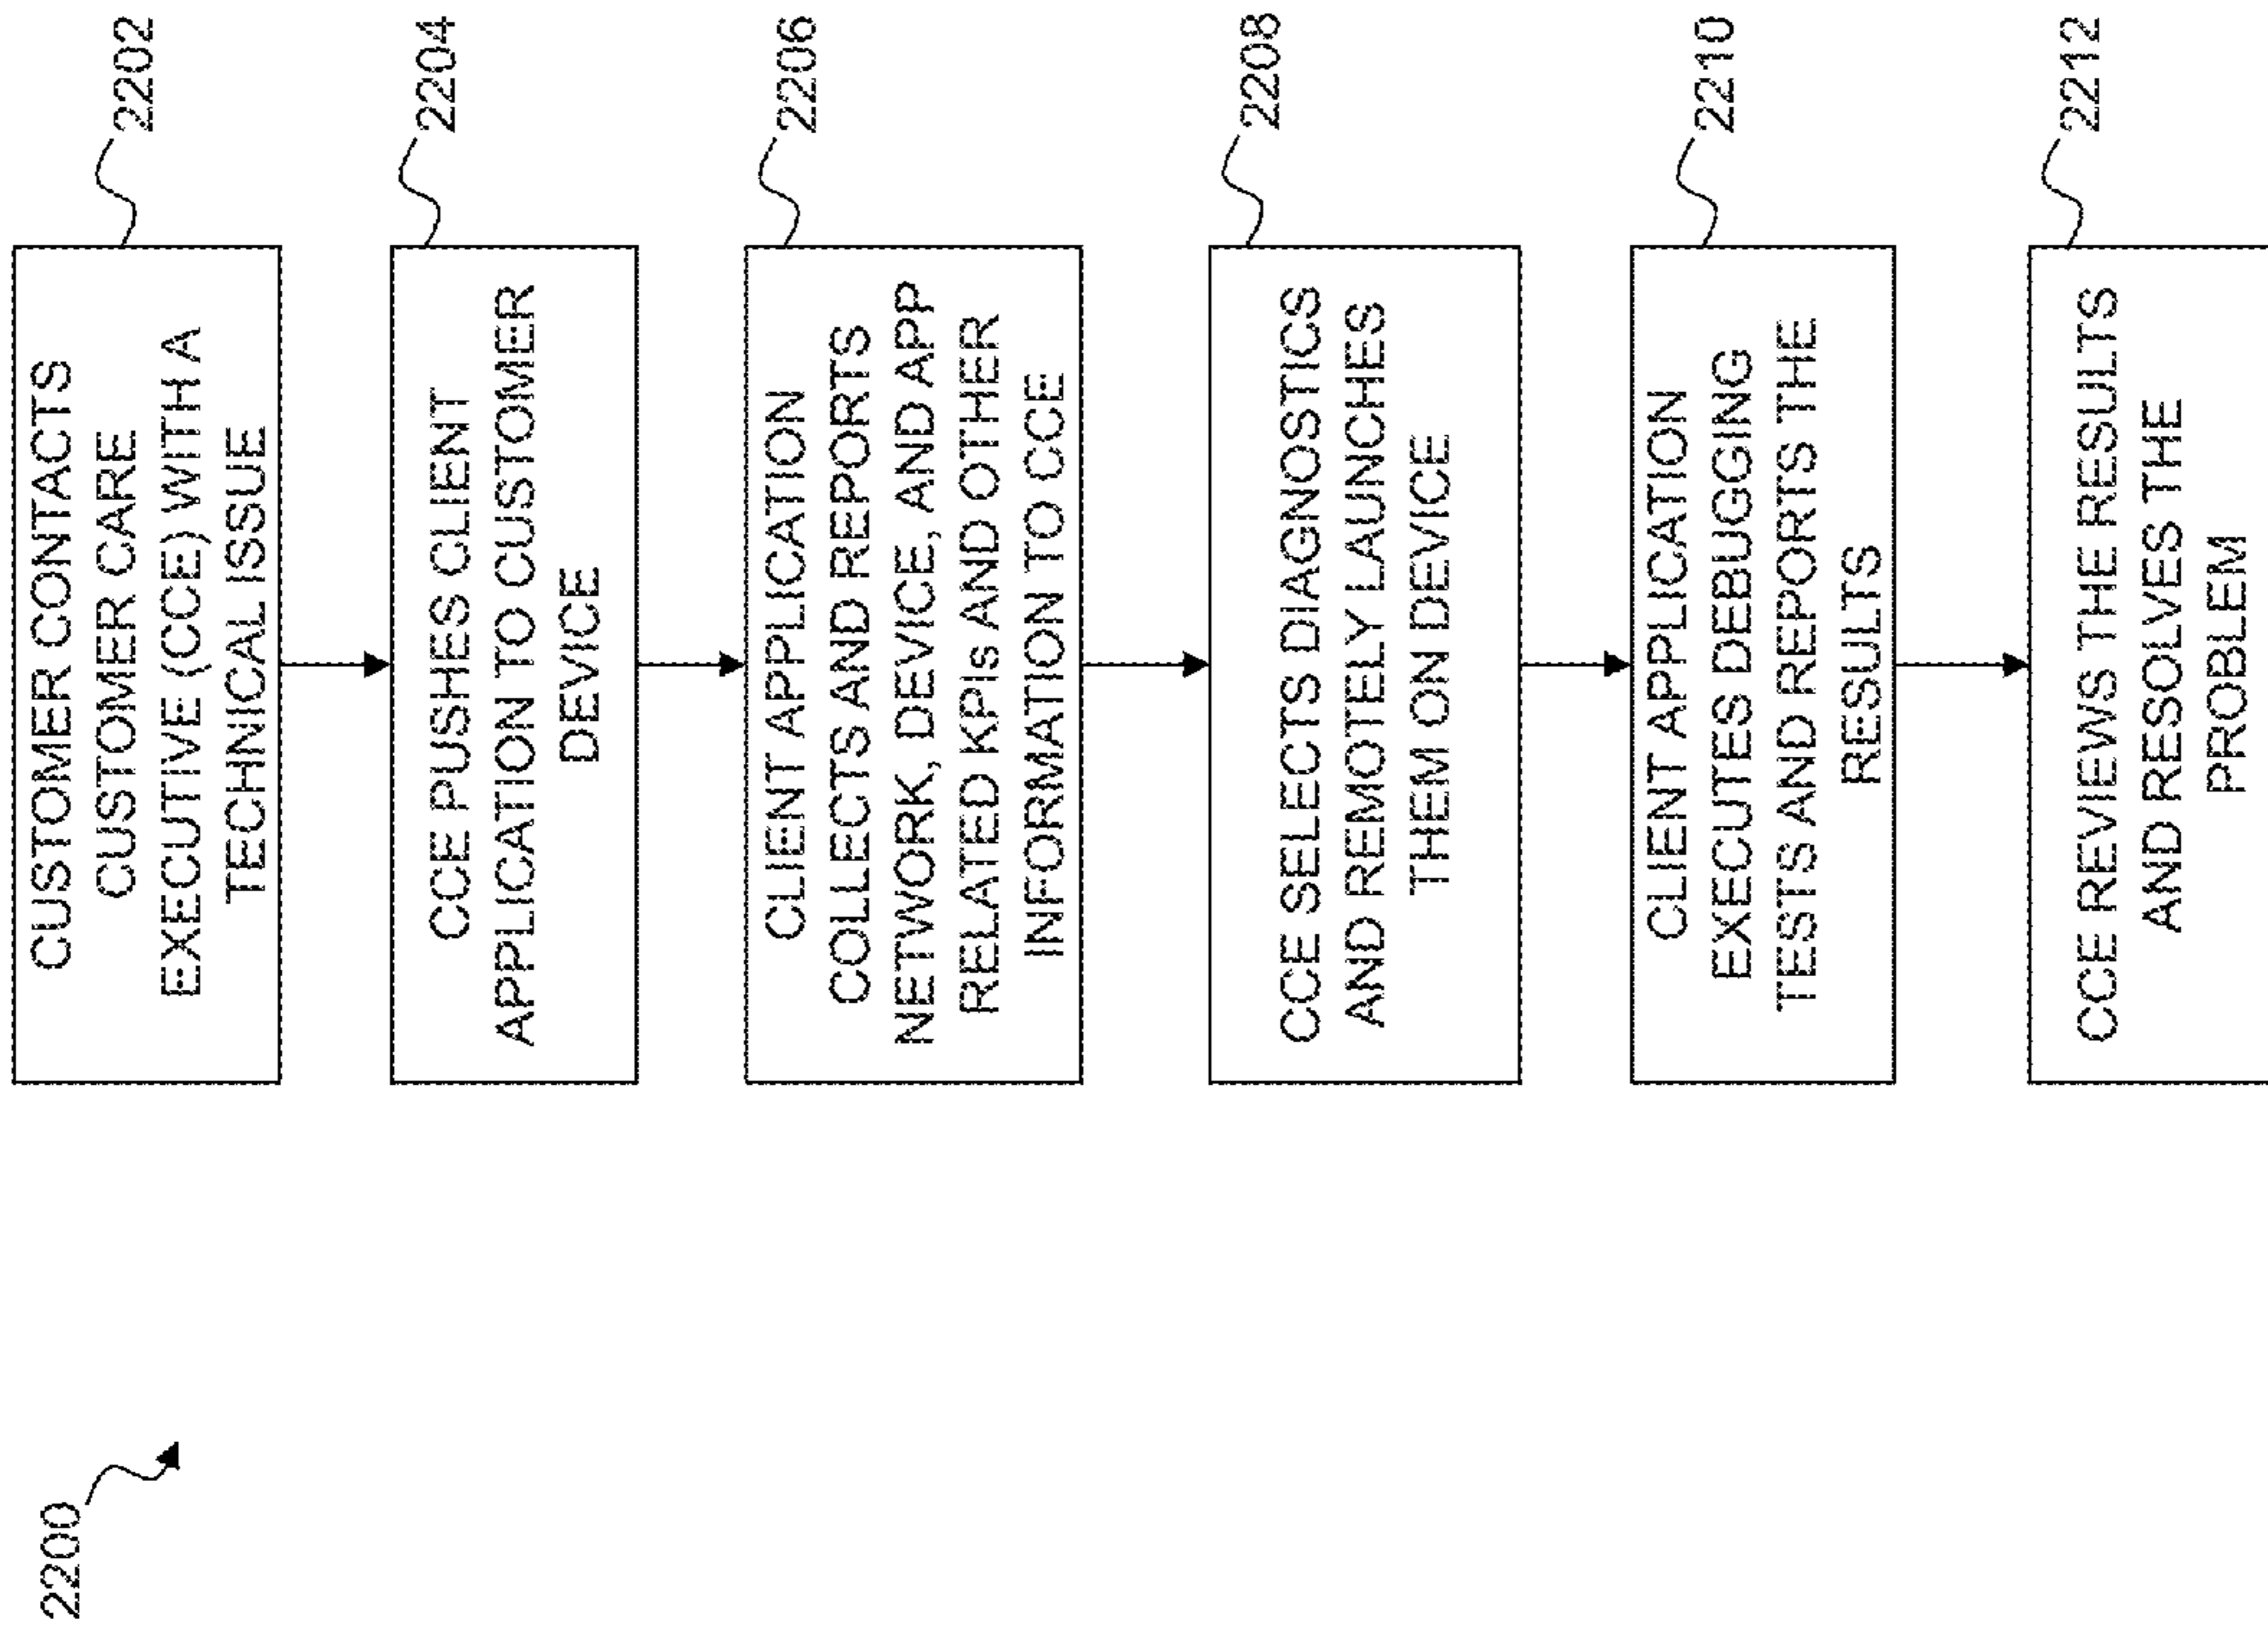 2200
CUSTOMER CONTACTS
CUSTOMER CARE
EXECUTIVE (CCE) WITH A
TECHNICAL ISSUE
2202
CCE PUSHES CLIENT
APPLICATION TO CUSTOMER
DEVICE
2204
CLIENT APPLICATION
COLLECTS AND REPORTS
NETWORK, DEVICE, AND APP
RELATED KPIs AND OTHER
INFORMATION TO CCE
2206
CCE SELECTS DIAGNOSTICS
AND REMOTELY LAUNCHES
THEM ON DEVICE
2208
CLIENT APPLICATION
EXECUTES DEBUGGING
TESTS AND REPORTS THE
RESULTS
2210
CCE REVIEWS THE RESULTS
AND RESOLVES THE
PROBLEM
2212